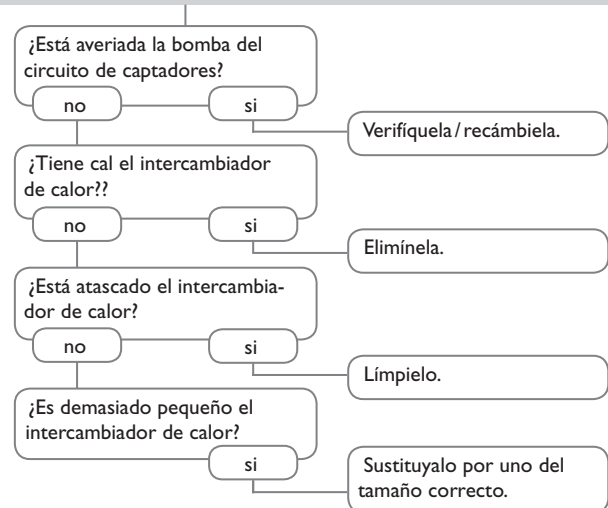 ¿Está averiada la bomba del
circuito de captadores?
no
si
Verifíquela/recámbiela.
¿Tiene cal el intercambiador
de calor??
no
si
Elimínela.
¿Está atascado el intercambia-
dor de calor?
no
si
Límpielo.
¿Es demasiado pequeño el
intercambiador de calor?
si
Sustituyalo por uno del
tamaño correcto.